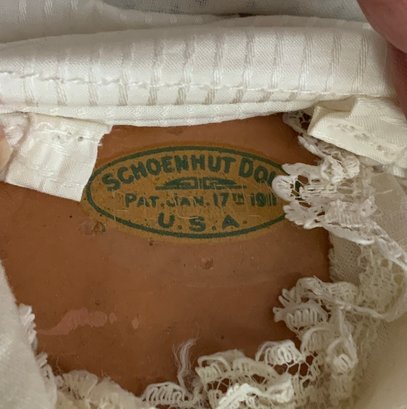 SCHOENHUT DOLL
PAT. JAN. 17TH 1911
U.S.A.